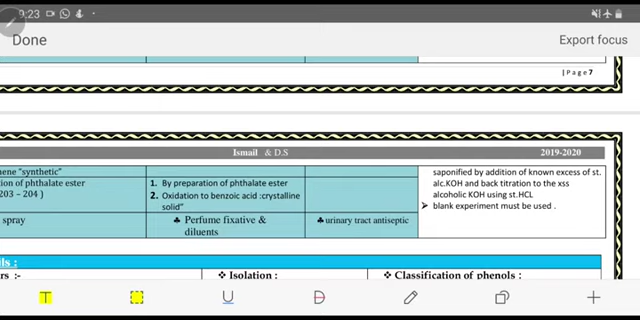 9:23
Done
Export focus
| P a g e 7
Ismail & D.S
2019-2020
nene "synthetic"
ion of phthalate ester
203 – 204 )
spray
1. By preparation of phthalate ester
2. Oxidation to benzoic acid :crystalline
solid"
♣ Perfume fixative &
diluents
♣ urinary tract antiseptic
saponified by addition of known excess of st.
alc.KOH and back titration to the xss
alcoholic KOH using st.HCL
➤ blank experiment must be used .
ls :
rs :-
❖ Isolation :
❖ Classification of phenols :